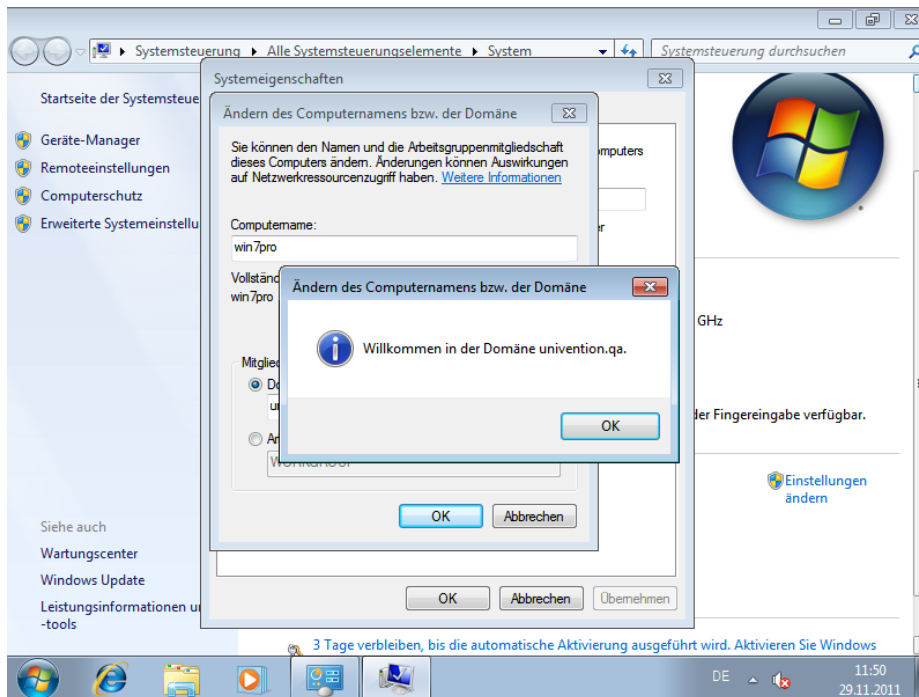 Systemsteuerung Alle Systemsteuerungselemente System
Systemsteuerung durchsuchen
Startseite der Systemsteue
Geräte-Manager
Remoteeinstellungen
Computerschutz
Erweiterte Systemeinstellu
Siehe auch
Wartungscenter
Windows Update
Leistungsinformationen u
-tools
Systemeigenschaften
omputers
er
Ändern des Computernamens bzw. der Domäne
Sie können den Namen und die Arbeitsgruppenmitgliedschaft
dieses Computers ändern. Änderungen können Auswirkungen
auf Netzwerkressourcenzugriff haben. Weitere Informationen
Computername:
win7pro
Vollständ
win7pro
Mitglied
Do
un
Ar
WORKGROUP
OK Abbrechen
Ändern des Computernamens bzw. der Domäne
Willkommen in der Domäne univention.qa.
OK
OK Abbrechen Übernehmen
GHz
der Fingereingabe verfügbar.
Einstellungen
ändern
3 Tage verbleiben, bis die automatische Aktivierung ausgeführt wird. Aktivieren Sie Windows
DE
11:50
29.11.2011